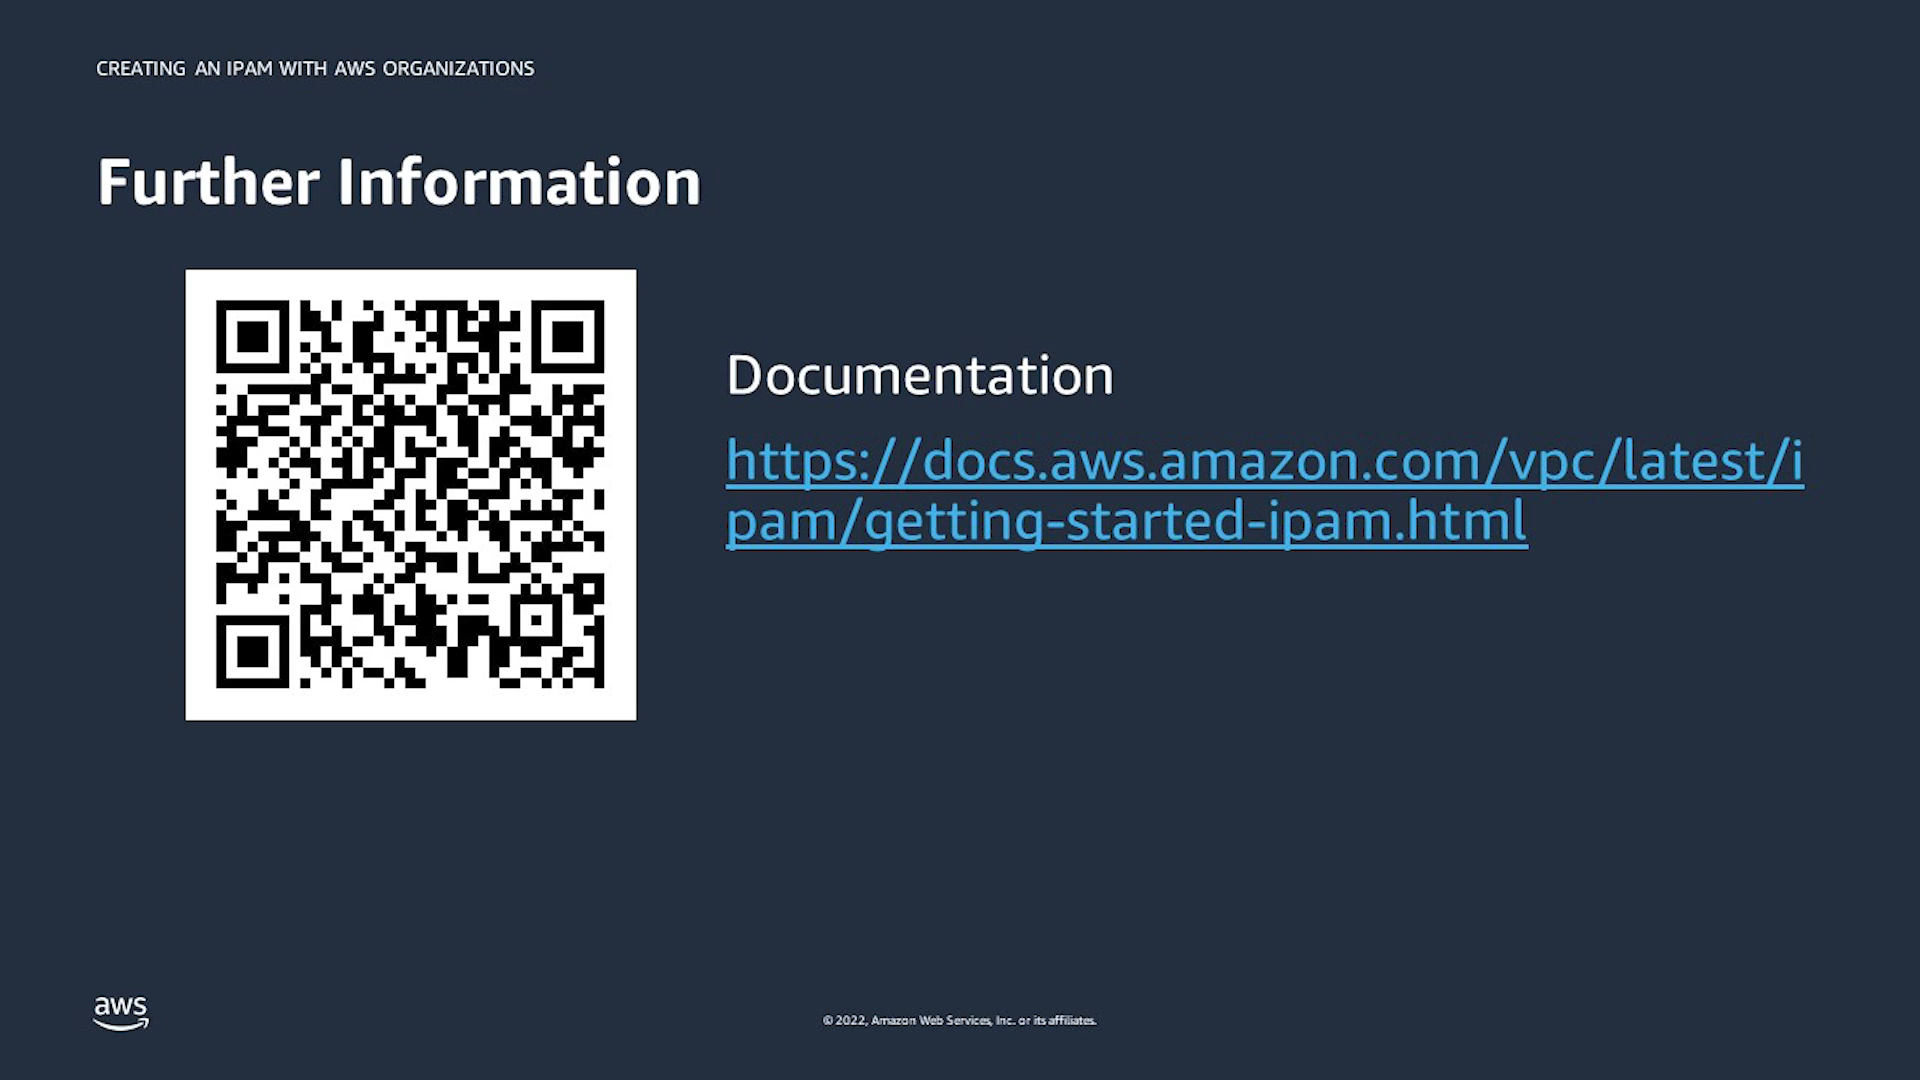 CREATING AN IPAM WITH AWS ORGANIZATIONS
Further Information
Documentation
https://docs.aws.amazon.com/vpc/latest/i
pam/getting-started-ipam.html
aws
© 2022, Amazon Web Services, Inc. or its affiliates.